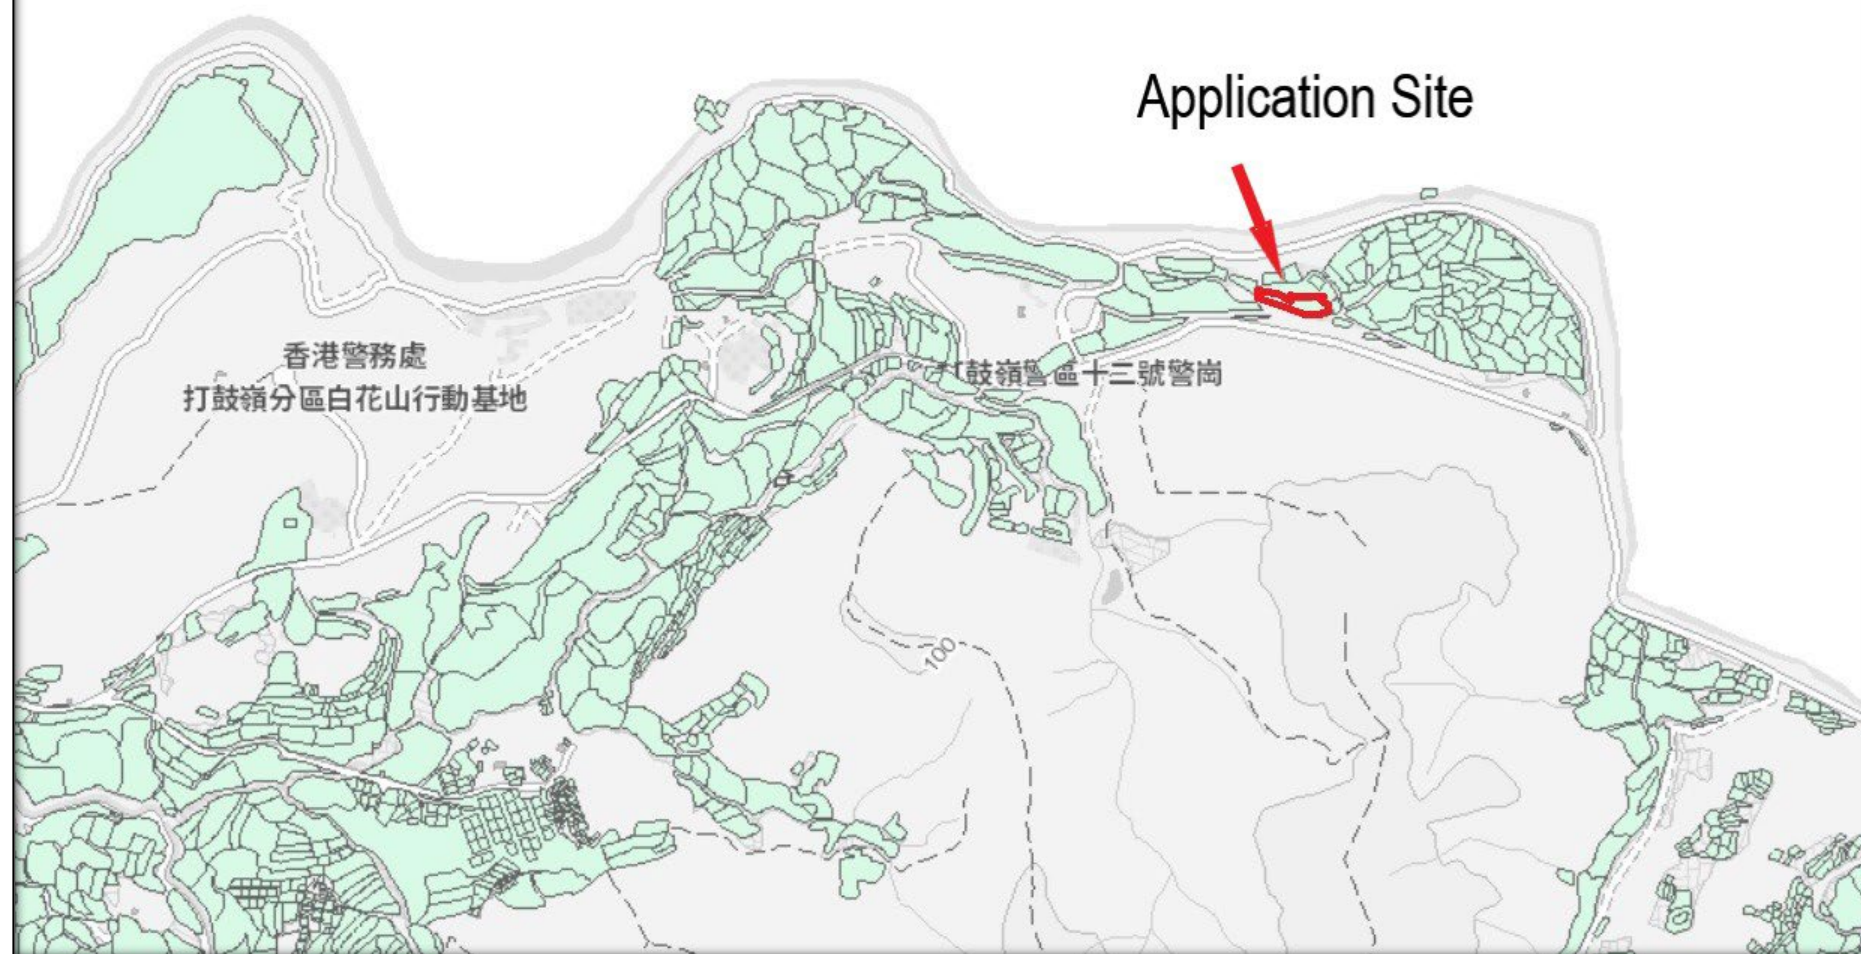 Application Site
香港警務處
打鼓嶺分區白花山行動基地
鼓嶺警區十三號警崗
100